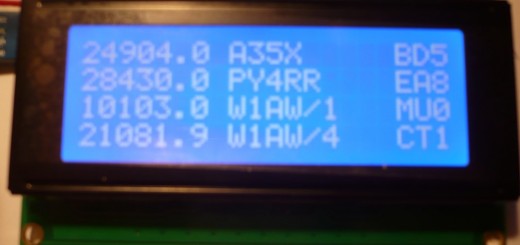 24904.0 A35X BD5
28430.0 PY4RR EA8
10103.0 W1AW/1 MU0
21081.9 W1AW/4 CT1